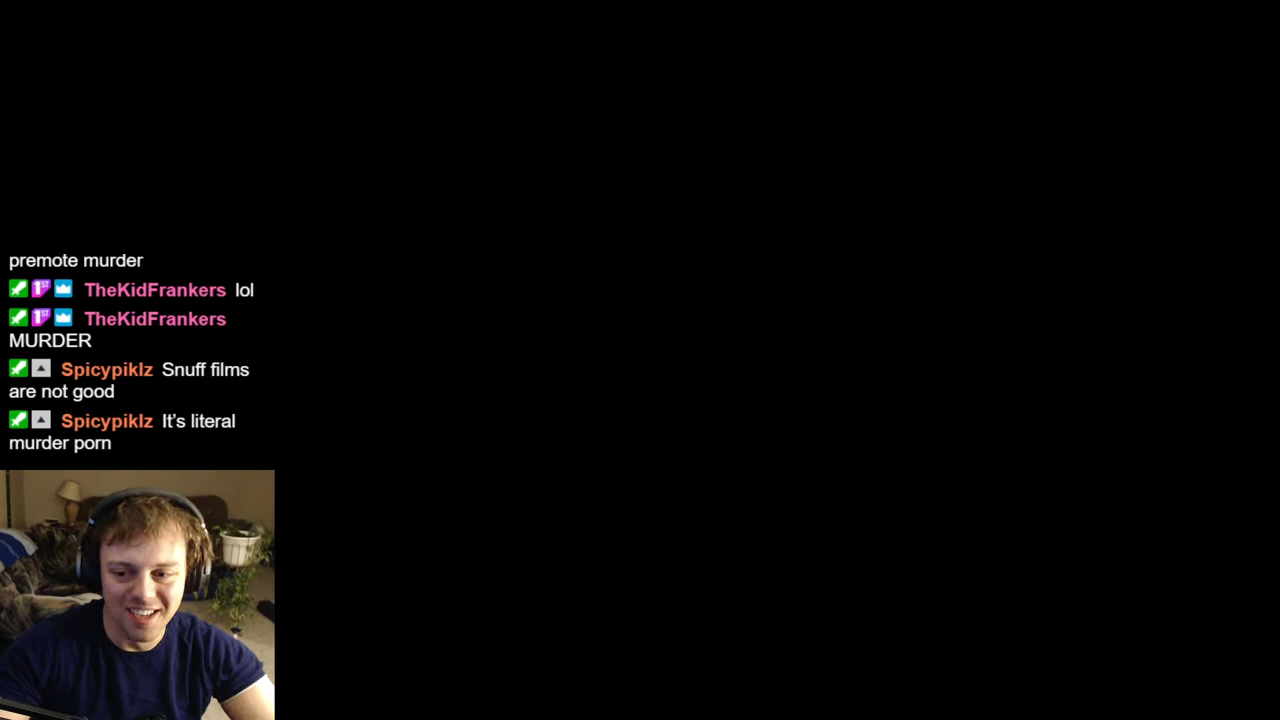 premote murder
TheKidFrankers lol
TheKidFrankers
MURDER
Spicypiklz Snuff films
are not good
Spicypiklz It's literal
murder porn